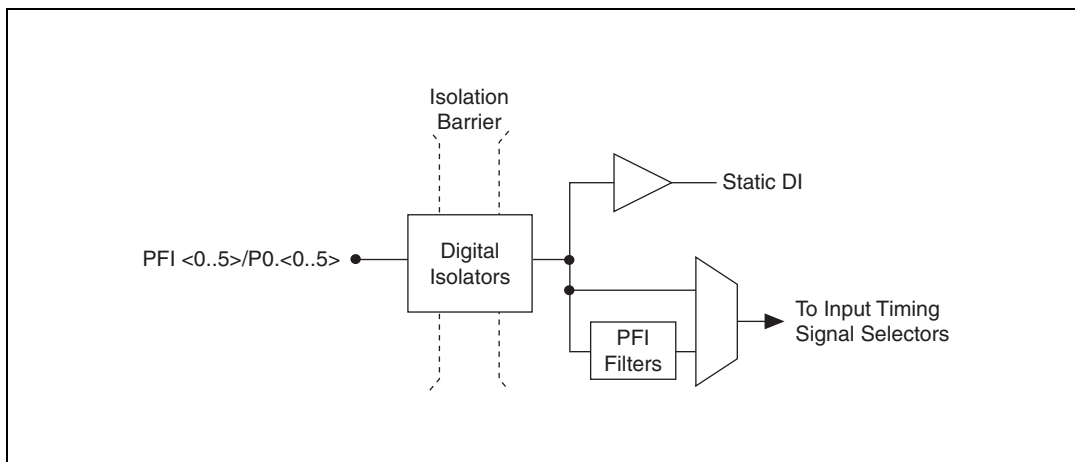 Isolation
Barrier
Static DI
PFI <0..5>/P0.<0..5>
Digital
Isolators
To Input Timing
Signal Selectors
PFI
Filters